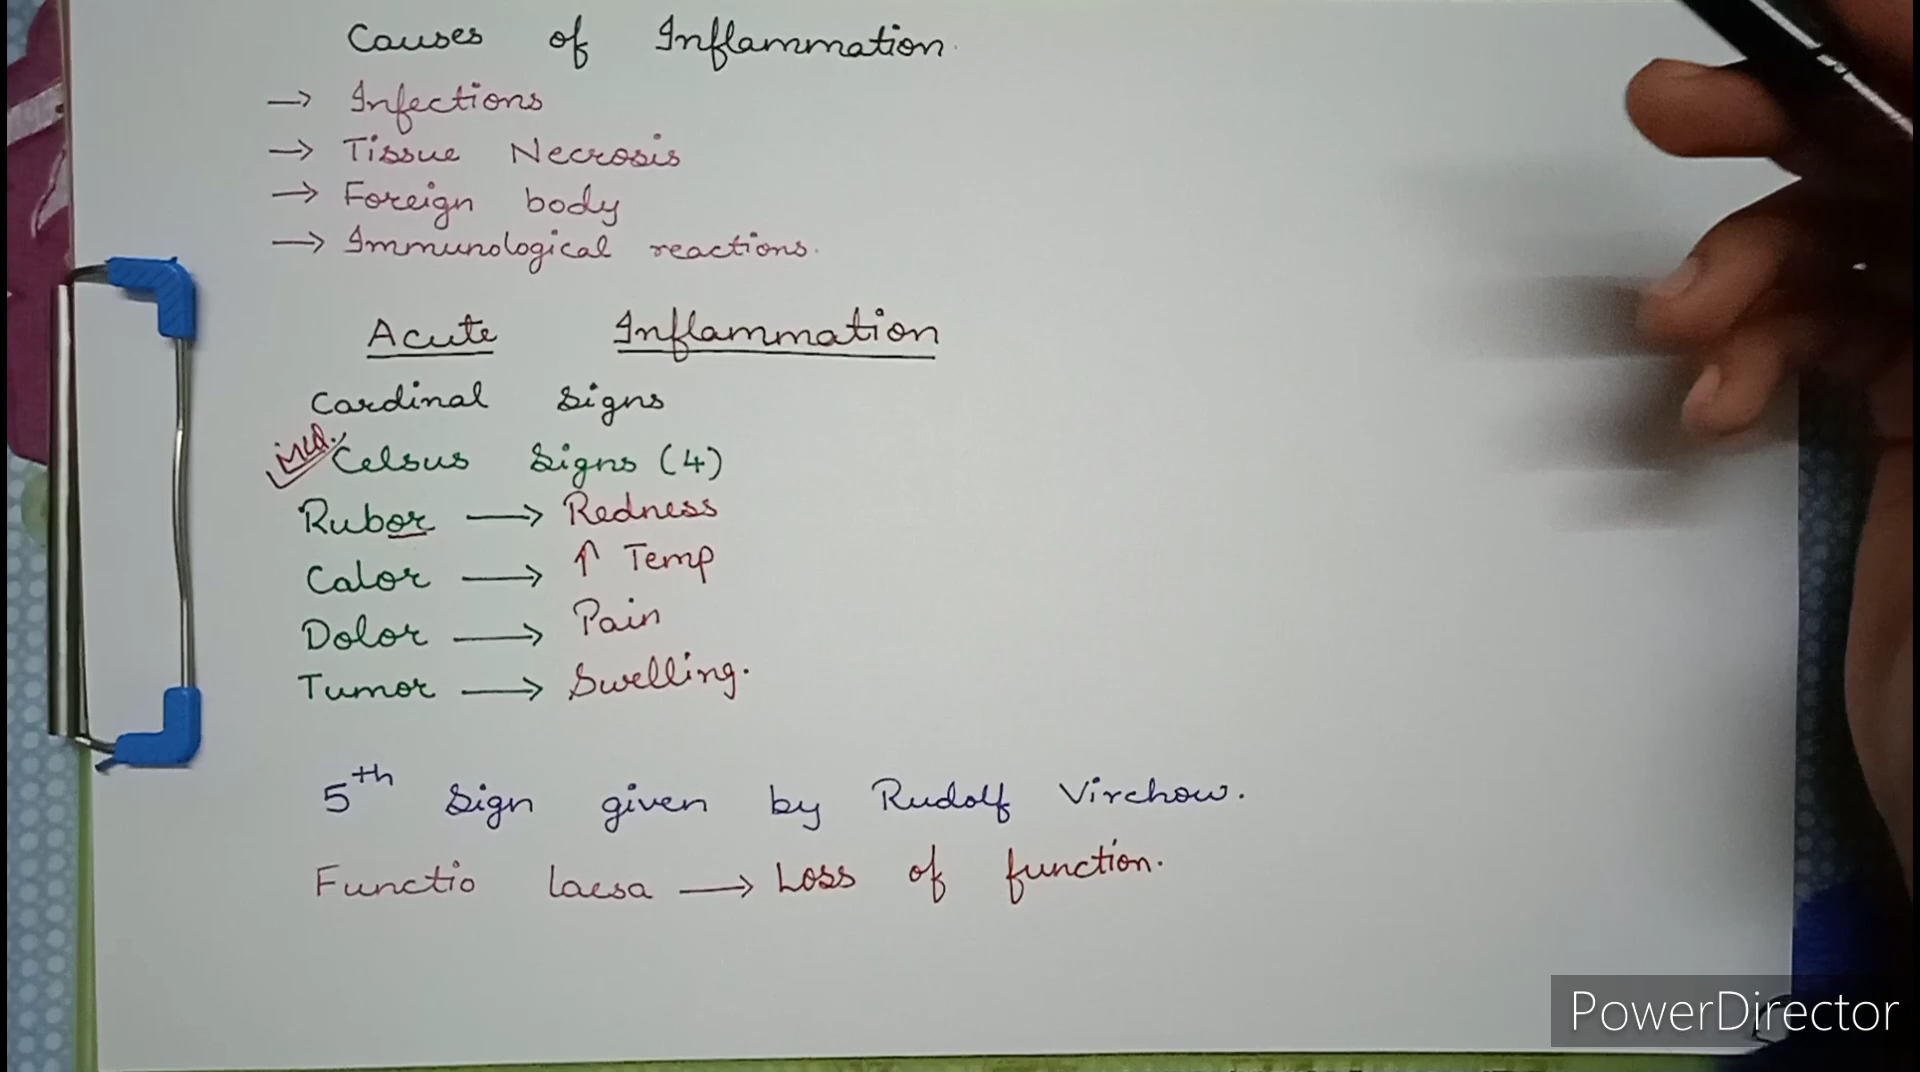 Causes of Inflammation.
→ Infections
→ Tissue Necrosis
→ Foreign body
→ Immunological reactions.
Acute Inflammation
Cardinal Signs
Celsus Signs (4)
Rubor → Redness
Calor → ↑ Temp
Dolor → Pain
Tumor → Swelling.
5th Sign given by Rudolf Virchow.
Functio laesa → Loss of function.
PowerDirector